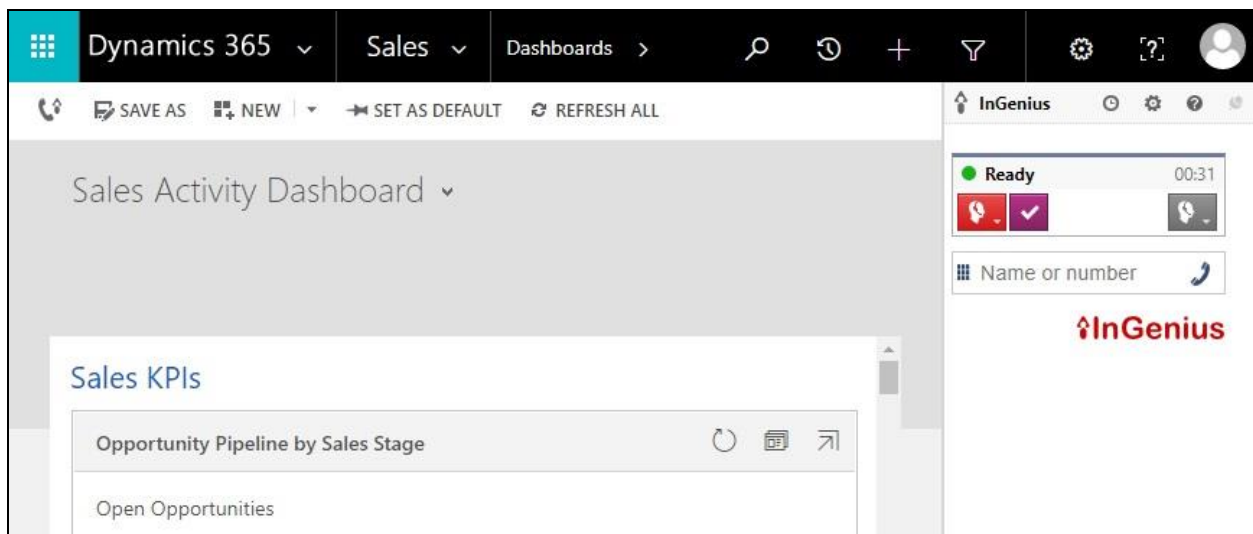 Dynamics 365 Sales Dashboards
SAVE AS NEW SET AS DEFAULT REFRESH ALL
InGenius
Ready 00:31
Name or number
InGenius
Sales Activity Dashboard
Sales KPIs
Opportunity Pipeline by Sales Stage
Open Opportunities